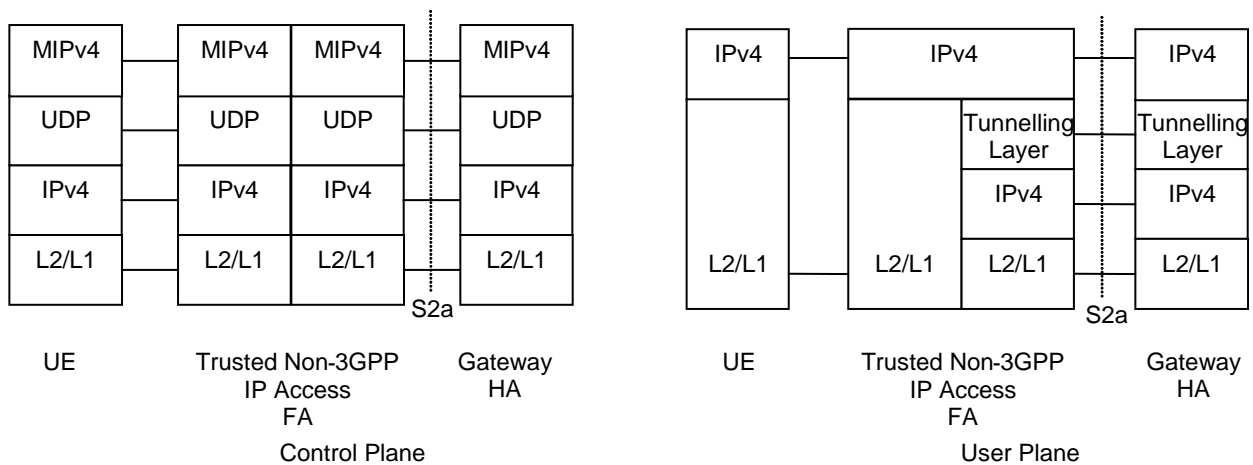 MIPv4 MIPv4 MIPv4 MIPv4
UDP UDP UDP UDP
IPv4 IPv4 IPv4 IPv4
L2/L1 L2/L1 L2/L1 L2/L1
S2a
UE
Trusted Non-3GPP
IP Access
FA
Gateway
HA
Control Plane
IPv4 IPv4 IPv4
Tunnelling
Layer
Tunnelling
Layer
IPv4 IPv4
L2/L1 L2/L1 L2/L1 L2/L1
S2a
UE
Trusted Non-3GPP
IP Access
FA
Gateway
HA
User Plane